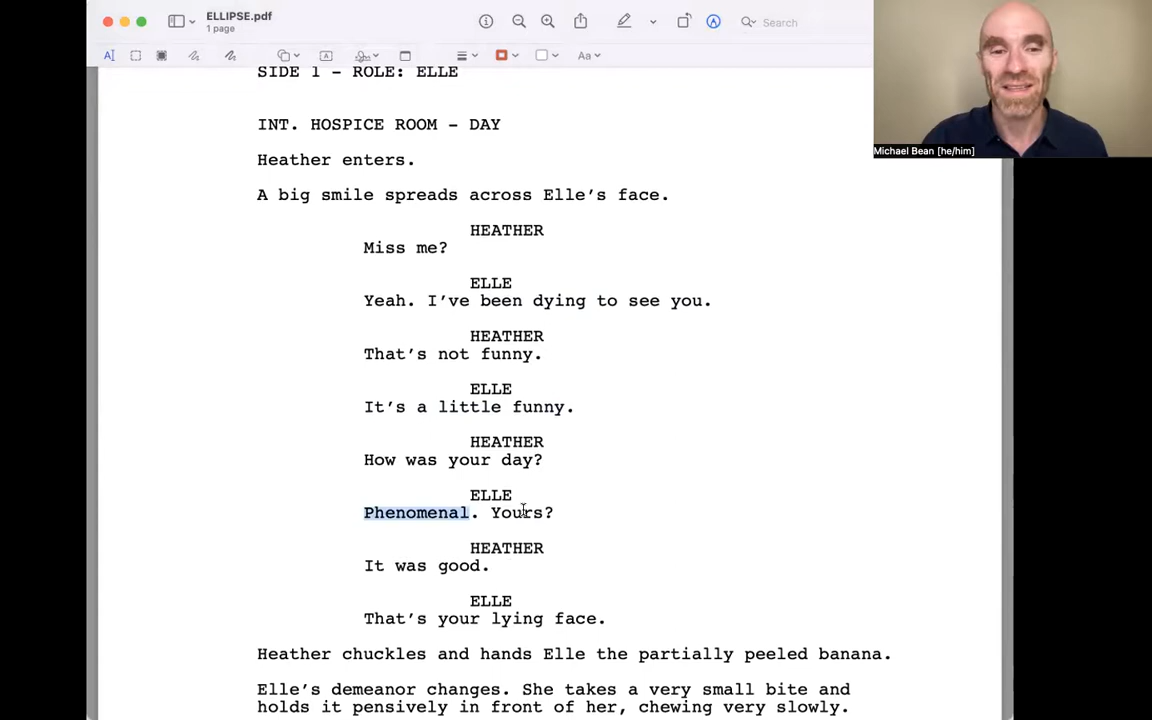 ELLIPSE.pdf
1 page
Search
Aa
Michael Bean [he/him]
SIDE 1 – ROLE: ELLE
INT. HOSPICE ROOM – DAY
Heather enters.
A big smile spreads across Elle’s face.
HEATHER
Miss me?
ELLE
Yeah. I’ve been dying to see you.
HEATHER
That’s not funny.
ELLE
It’s a little funny.
HEATHER
How was your day?
ELLE
Phenomenal. Yours?
HEATHER
It was good.
ELLE
That’s your lying face.
Heather chuckles and hands Elle the partially peeled banana.
Elle’s demeanor changes. She takes a very small bite and
holds it pensively in front of her, chewing very slowly.